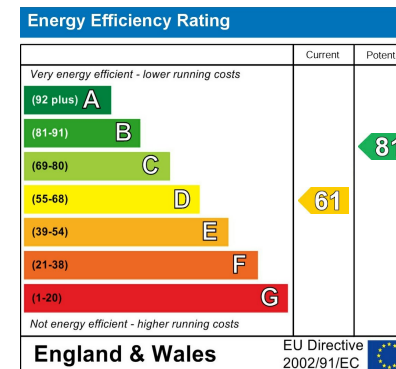 Energy Efficiency Rating
Current Potent
Very energy efficient - lower running costs
(92 plus) A
(81-91) B
(69-80) C
(55-68) D
(39-54) E
(21-38) F
(1-20) G
61
81
Not energy efficient - higher running costs
England & Wales
EU Directive
2002/91/EC